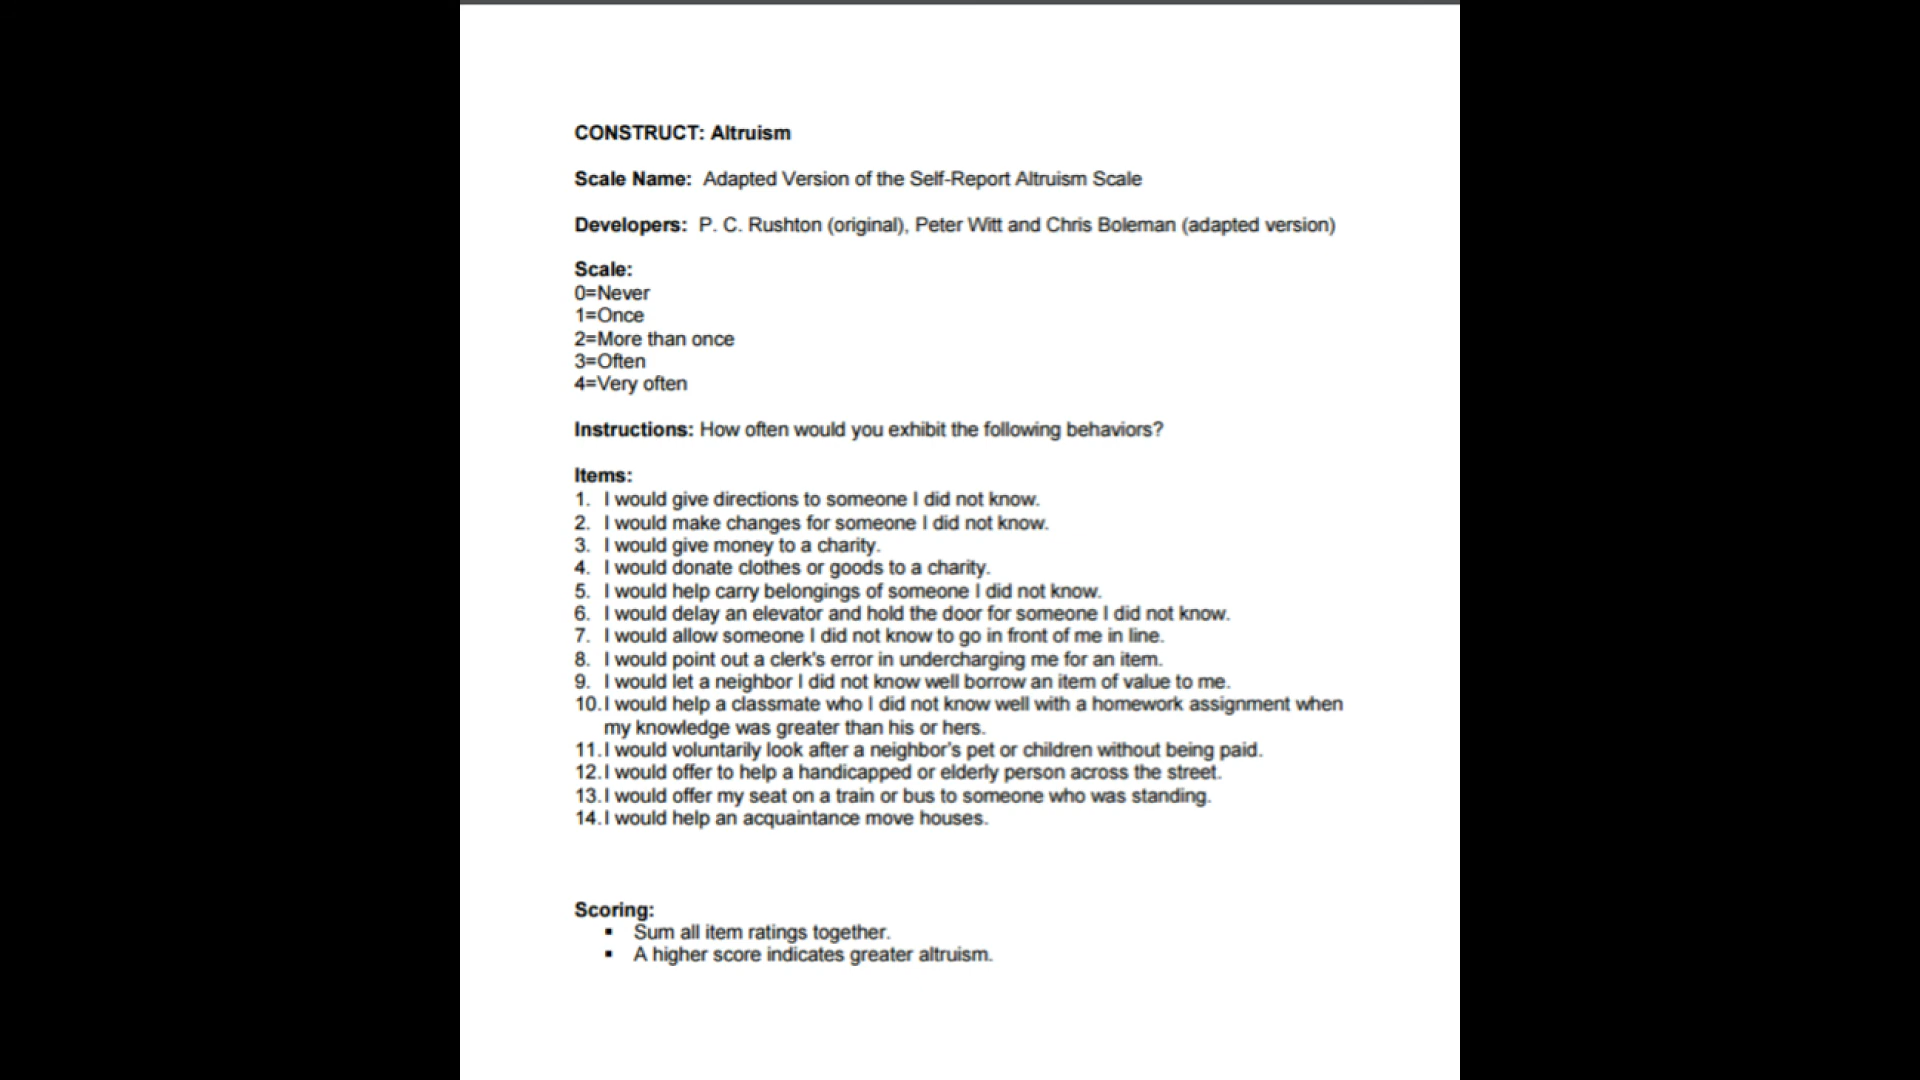 CONSTRUCT: Altruism
Scale Name: Adapted Version of the Self-Report Altruism Scale
Developers: P. C. Rushton (original), Peter Witt and Chris Boleman (adapted version)
Scale:
0=Never
1=Once
2=More than once
3=Often
4=Very often
Instructions: How often would you exhibit the following behaviors?
Items:
1. I would give directions to someone I did not know.
2. I would make changes for someone I did not know.
3. I would give money to a charity.
4. I would donate clothes or goods to a charity.
5. I would help carry belongings of someone I did not know.
6. I would delay an elevator and hold the door for someone I did not know.
7. I would allow someone I did not know to go in front of me in line.
8. I would point out a clerk's error in undercharging me for an item.
9. I would let a neighbor I did not know well borrow an item of value to me.
10. I would help a classmate who I did not know well with a homework assignment when
my knowledge was greater than his or hers.
11. I would voluntarily look after a neighbor's pet or children without being paid.
12. I would offer to help a handicapped or elderly person across the street.
13. I would offer my seat on a train or bus to someone who was standing.
14. I would help an acquaintance move houses.
Scoring:
▪ Sum all item ratings together.
▪ A higher score indicates greater altruism.